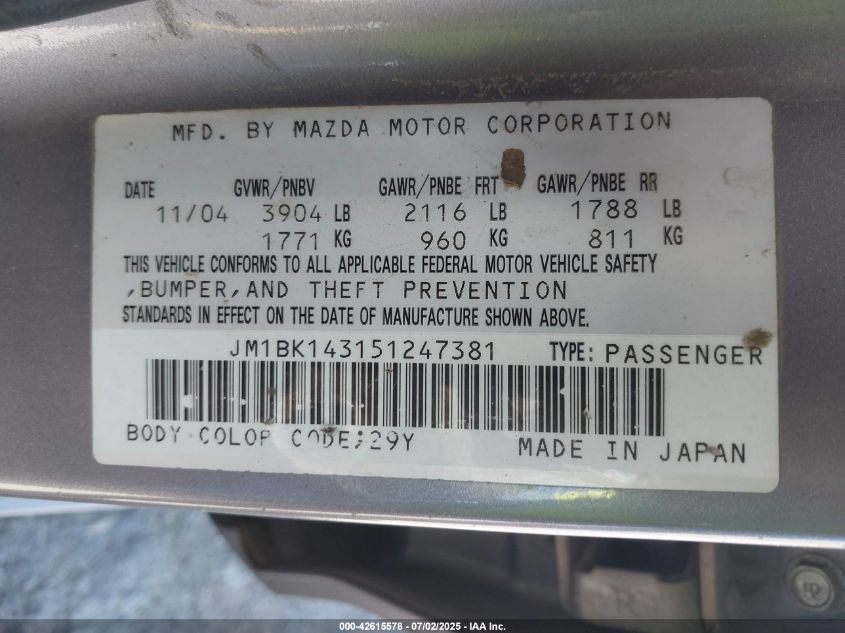 MFD. BY MAZDA MOTOR CORPORATION
DATE GVWR/PNBV GAWR/PNBE FRT GAWR/PNBE RR
11/04 3904 LB 2116 LB 1788 LB
1771 KG 960 KG 811 KG
THIS VEHICLE CONFORMS TO ALL APPLICABLE FEDERAL MOTOR VEHICLE SAFETY
,BUMPER,AND THEFT PREVENTION
STANDARDS IN EFFECT ON THE DATE OF MANUFACTURE SHOWN ABOVE.
JM1BK143151247381 TYPE: PASSENGER
BODY COLOR CODE:29Y MADE IN JAPAN
000-42615578 - 07/02/2025 - IAA Inc.